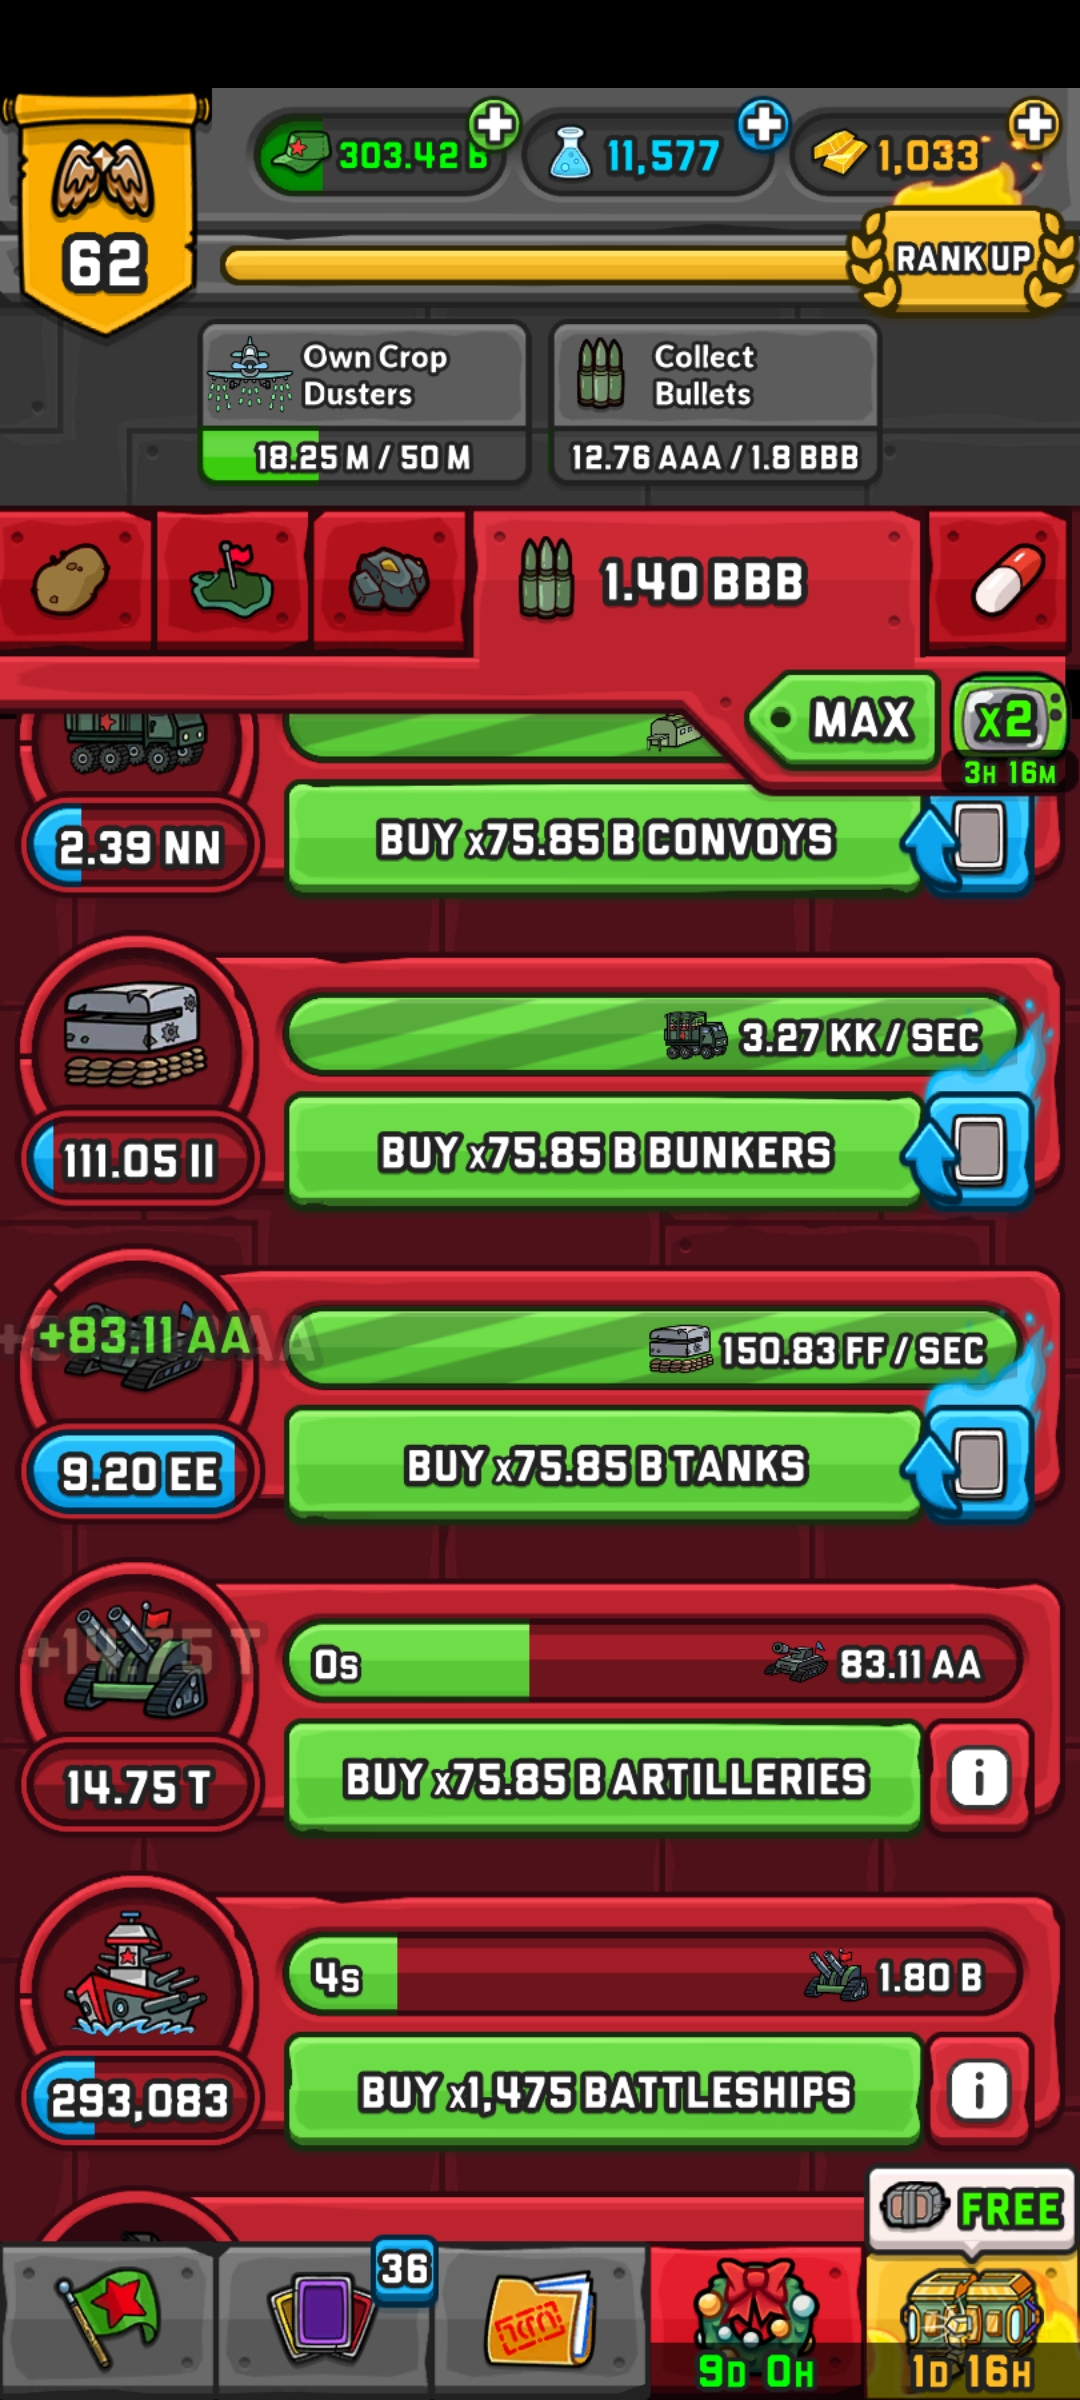 62
303.42 B
11,577
1,033
RANK UP
Own Crop
Dusters
18.25 M / 50 M
Collect
Bullets
12.76 AAA / 1.8 BBB
1.40 BBB
MAX
x2
3H 16M
2.39 NN
BUY x75.85 B CONVOYS
3.27 KK / SEC
111.05 II
BUY x75.85 B BUNKERS
+83.11 AA
150.83 FF / SEC
9.20 EE
BUY x75.85 B TANKS
+14.75 T
0s
83.11 AA
14.75 T
BUY x75.85 B ARTILLERIES
i
4s
1.80 B
293,083
BUY x1,475 BATTLESHIPS
i
FREE
36
9D 0H
1D 16H